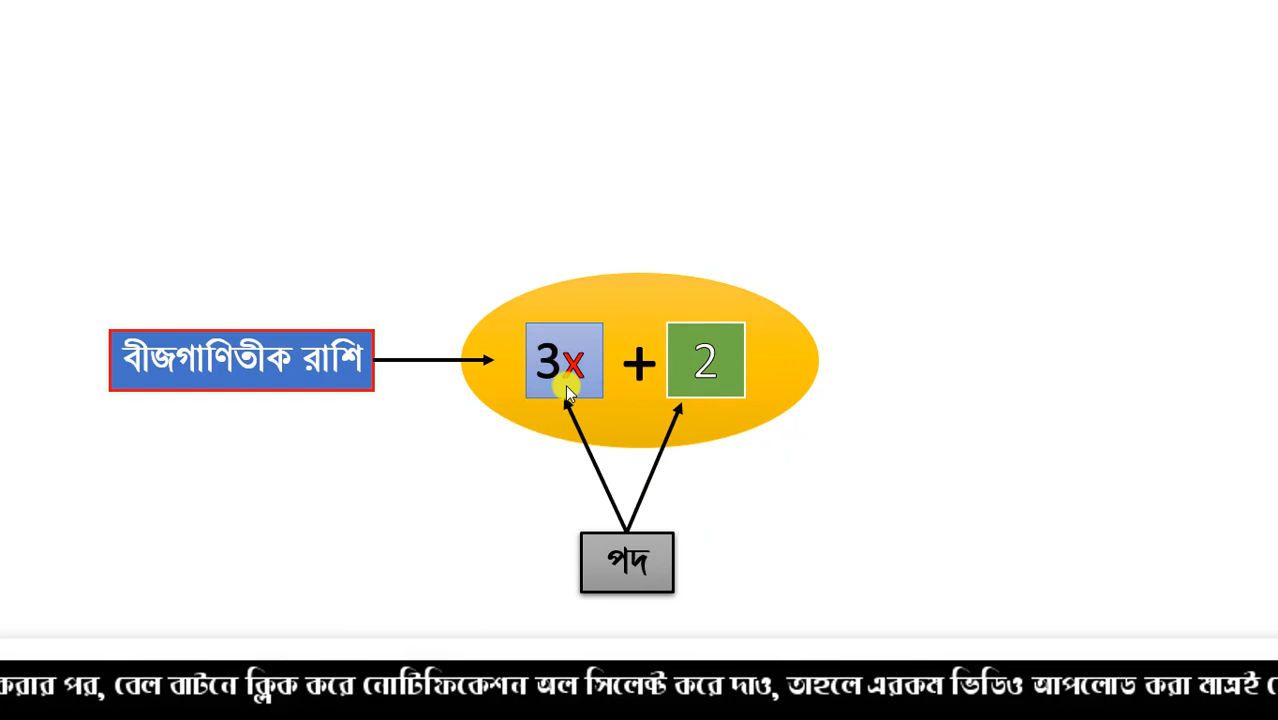 বীজগাণিতীক রাশি
3x + 2
পদ
করার পর, বেল বাটনে ক্লিক করে নোটিফিকেশন অল সিলেক্ট করে দাও, তাহলে এরকম ভিডিও আপলোড করা মাত্রই